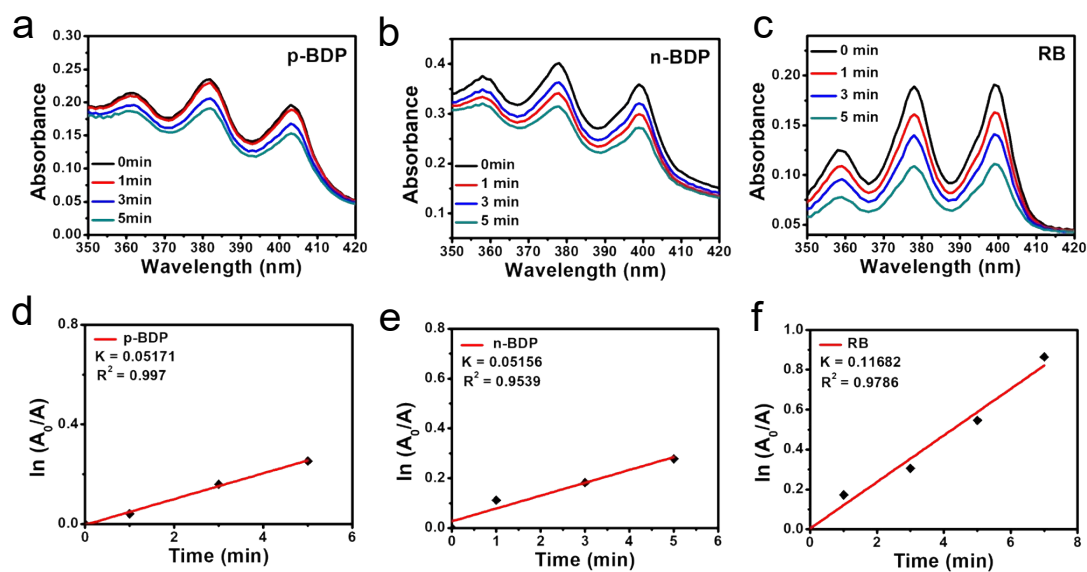 a
p-BDP
0.30
0.25
0.20
0.15
0.10
0.05
0.00
Absorbance
0min
1min
3min
5min
350 360 370 380 390 400 410 420
Wavelength (nm)
b
n-BDP
0.4
0.3
0.4
0.1
Absorbance
0min
1 min
3 min
5 min
350 360 370 380 390 400 410 420
Wavelength (nm)
c
RB
0.20
0.15
0.10
0.05
Absorbance
0 min
1 min
3 min
5 min
350 360 370 380 390 400 410 420
Wavelength (nm)
d
0.8
0.4
0.0
ln (A0/A)
p-BDP
K = 0.05171
R2 = 0.997
0 2 4 6
Time (min)
e
0.8
0.6
0.4
0.2
0.0
ln (A0/A)
n-BDP
K = 0.05156
R2 = 0.9539
0 1 2 3 4 5 6
Time (min)
f
1.0
0.8
0.6
0.4
0.2
0.0
ln (A0/A)
RB
K = 0.11682
R2 = 0.9786
0 2 4 6 8
Time (min)